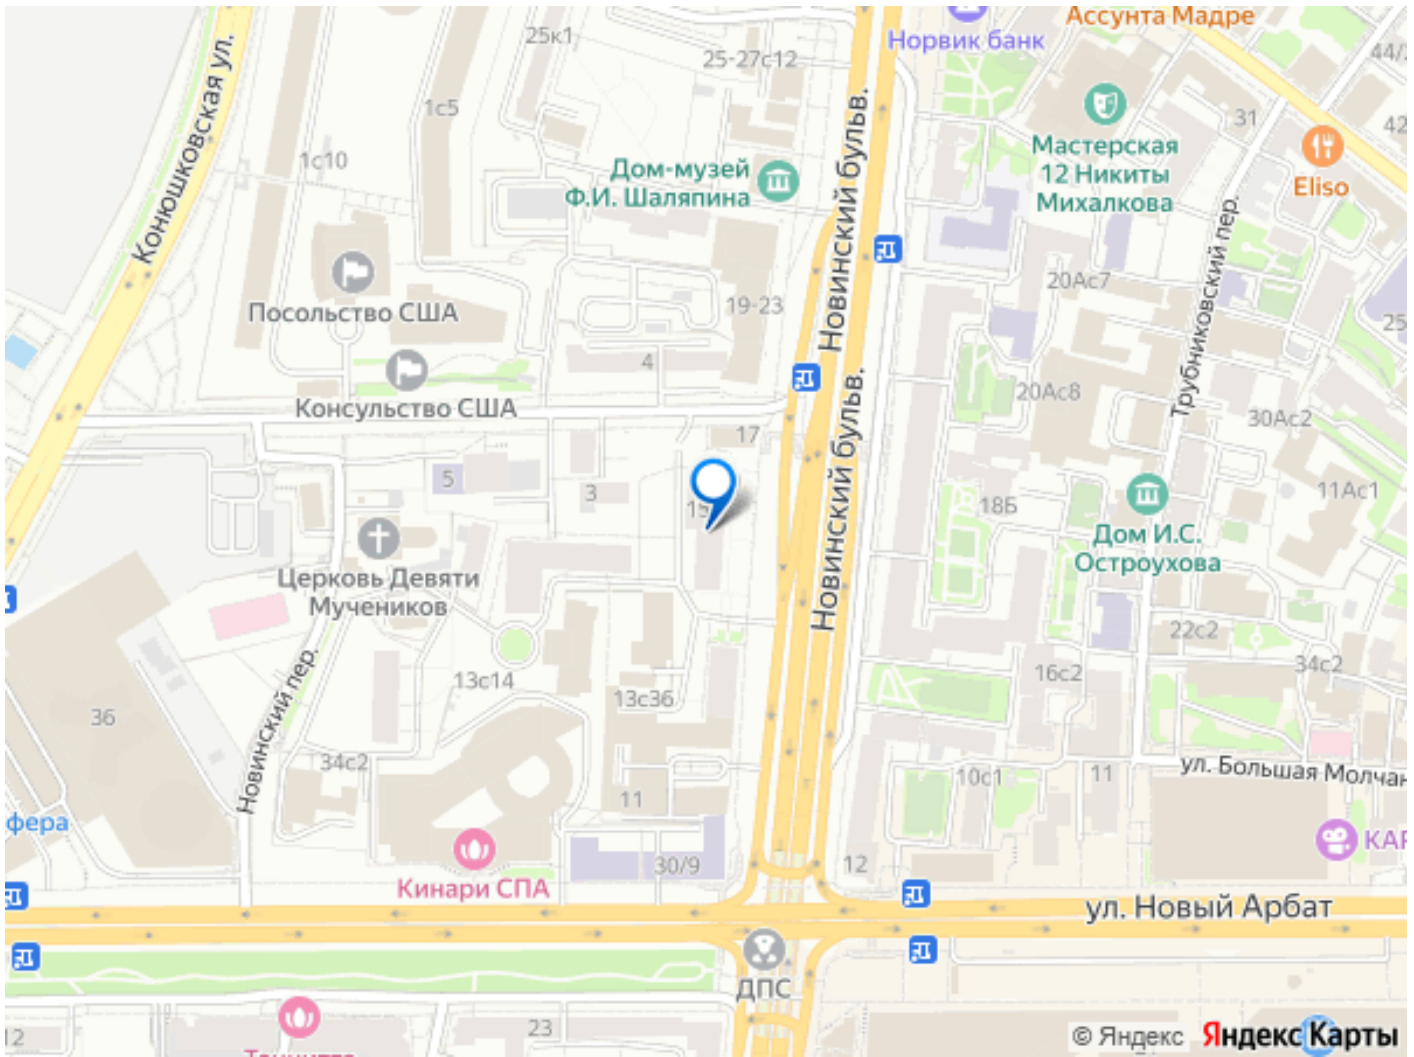 Ассунта Мадре
Норвик банк
25к1
25-27с12
44/
1с5
31
42
Мастерская
12 Никиты
Михалкова
Eliso
1с10
Дом-музей
Ф.И. Шаляпина
Конюшковская ул.
Новинский бульв.
Трубниковский пер.
20Ас7
Посольство США
19-23
25
4
20Ас8
Консульство США
30Ас2
17
Новинский бульв.
5
3
11Ас1
18Б
Дом И.С.
Остроухова
Церковь Девяти
Мучеников
22с2
34с2
16с2
13с14
13с36
36
Новинский пер.
34с2
10с1
11
ул. Большая Молчан
11
фера
КАР
30/9
12
Кинари СПА
ул. Новый Арбат
ДПС
23
12
© Яндекс Яндекс Карты